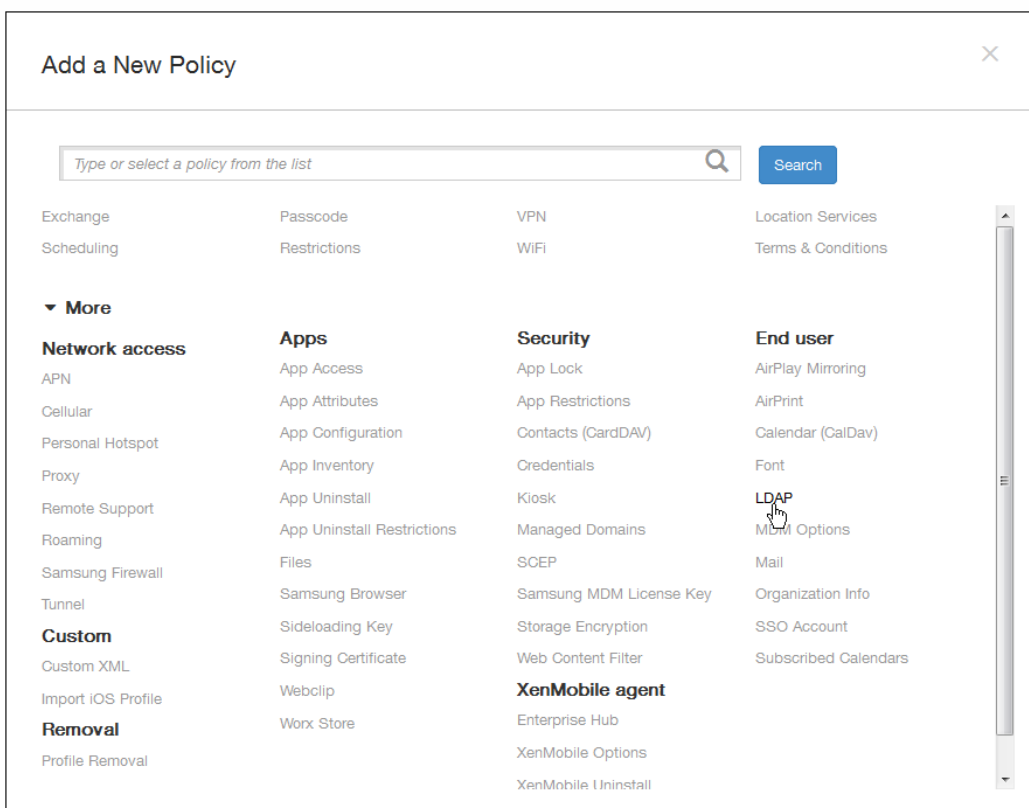 Add a New Policy
Type or select a policy from the list
Search
Exchange
Passcode
VPN
Location Services
Scheduling
Restrictions
WiFi
Terms & Conditions
More
Network access
APN
Cellular
Personal Hotspot
Proxy
Remote Support
Roaming
Samsung Firewall
Tunnel
Custom
Custom XML
Import iOS Profile
Removal
Profile Removal
Apps
App Access
App Attributes
App Configuration
App Inventory
App Uninstall
App Uninstall Restrictions
Files
Samsung Browser
Sideloading Key
Signing Certificate
Webclip
Worx Store
Security
App Lock
App Restrictions
Contacts (CardDAV)
Credentials
Kiosk
Managed Domains
SCEP
Samsung MDM License Key
Storage Encryption
Web Content Filter
XenMobile agent
Enterprise Hub
XenMobile Options
XenMobile Uninstall
End user
AirPlay Mirroring
AirPrint
Calendar (CalDav)
Font
LDAP
MDM Options
Mail
Organization Info
SSO Account
Subscribed Calendars